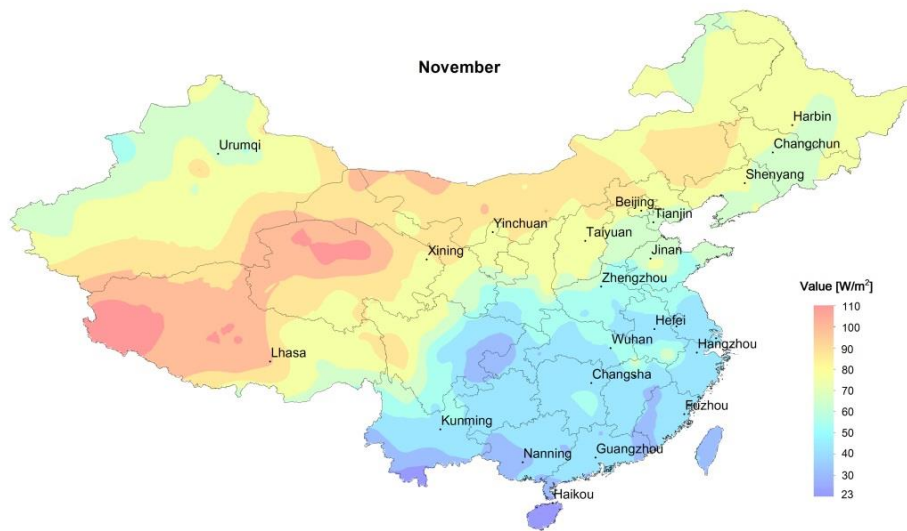 November
Harbin
Urumqi
Changchun
Shenyang
Beijing
Tianjin
Yinchuan
Taiyuan
Xining
Jinan
Zhengzhou
Value [W/m²]
110
100
90
80
70
60
50
40
30
23
Hefei
Wuhan
Hangzhou
Lhasa
Changsha
Fuzhou
Kunming
Nanning
Guangzhou
Haikou